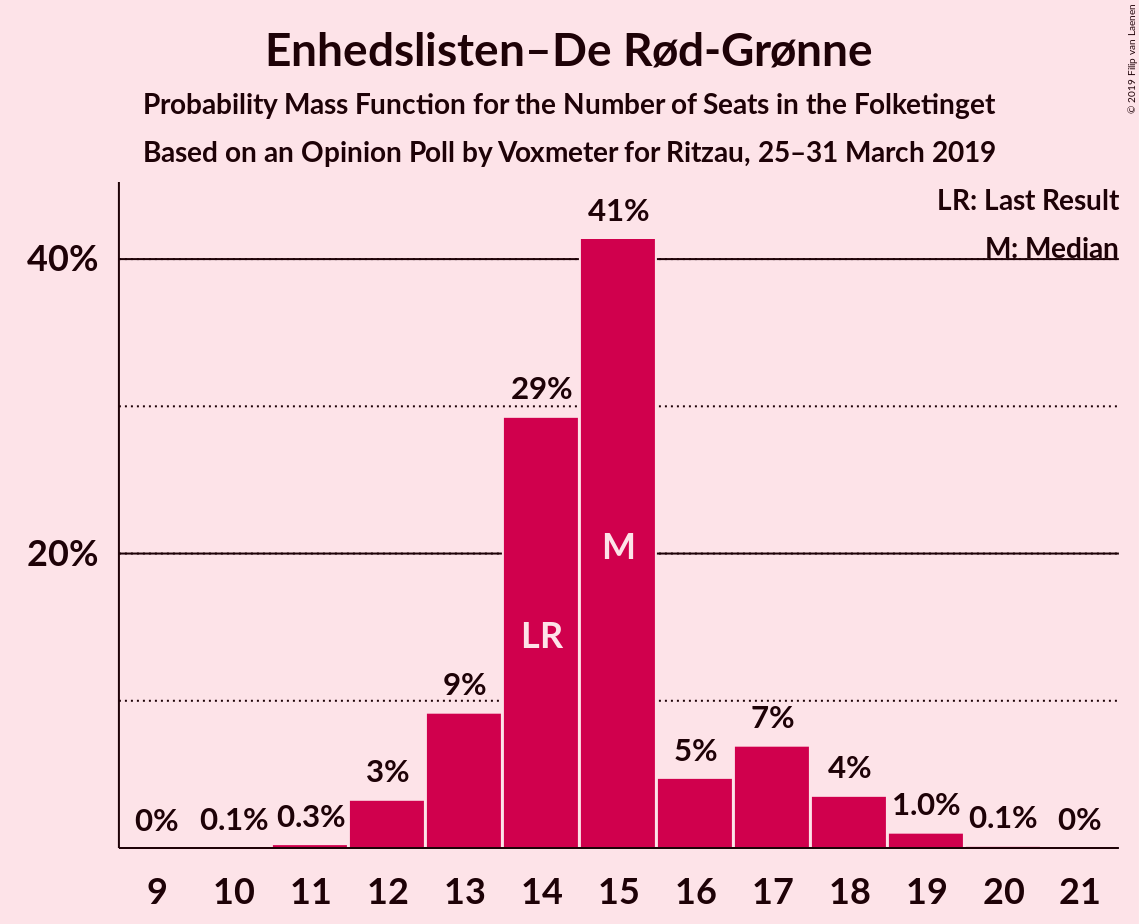 Enhedslisten–De Rød-Grønne
Probability Mass Function for the Number of Seats in the Folketinget
Based on an Opinion Poll by Voxmeter for Ritzau, 25–31 March 2019
© 2019 Filip van Laenen
LR: Last Result
M: Median
40%
20%
0%
0.1%
0.3%
3%
9%
29%
LR
41%
M
5%
7%
4%
1.0%
0.1%
0%
9 10 11 12 13 14 15 16 17 18 19 20 21